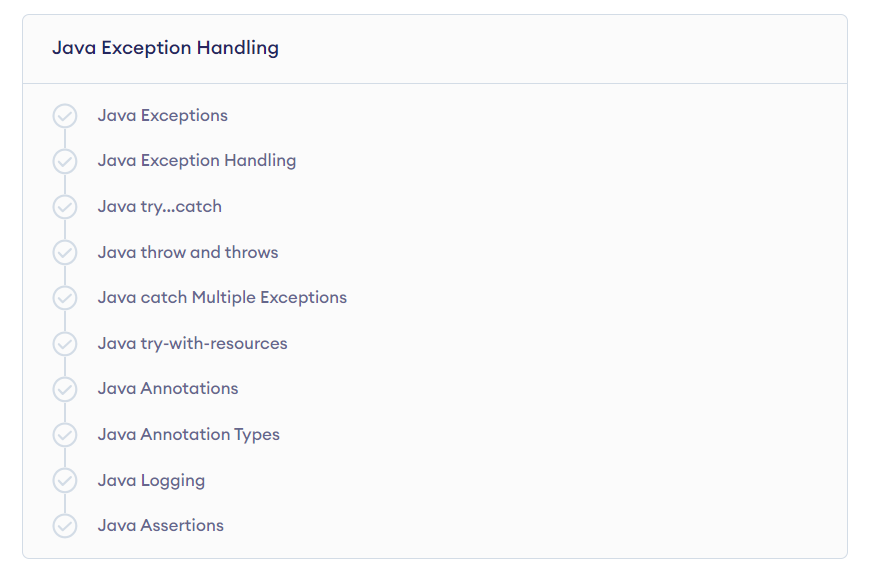 Java Exception Handling
Java Exceptions
Java Exception Handling
Java try...catch
Java throw and throws
Java catch Multiple Exceptions
Java try-with-resources
Java Annotations
Java Annotation Types
Java Logging
Java Assertions